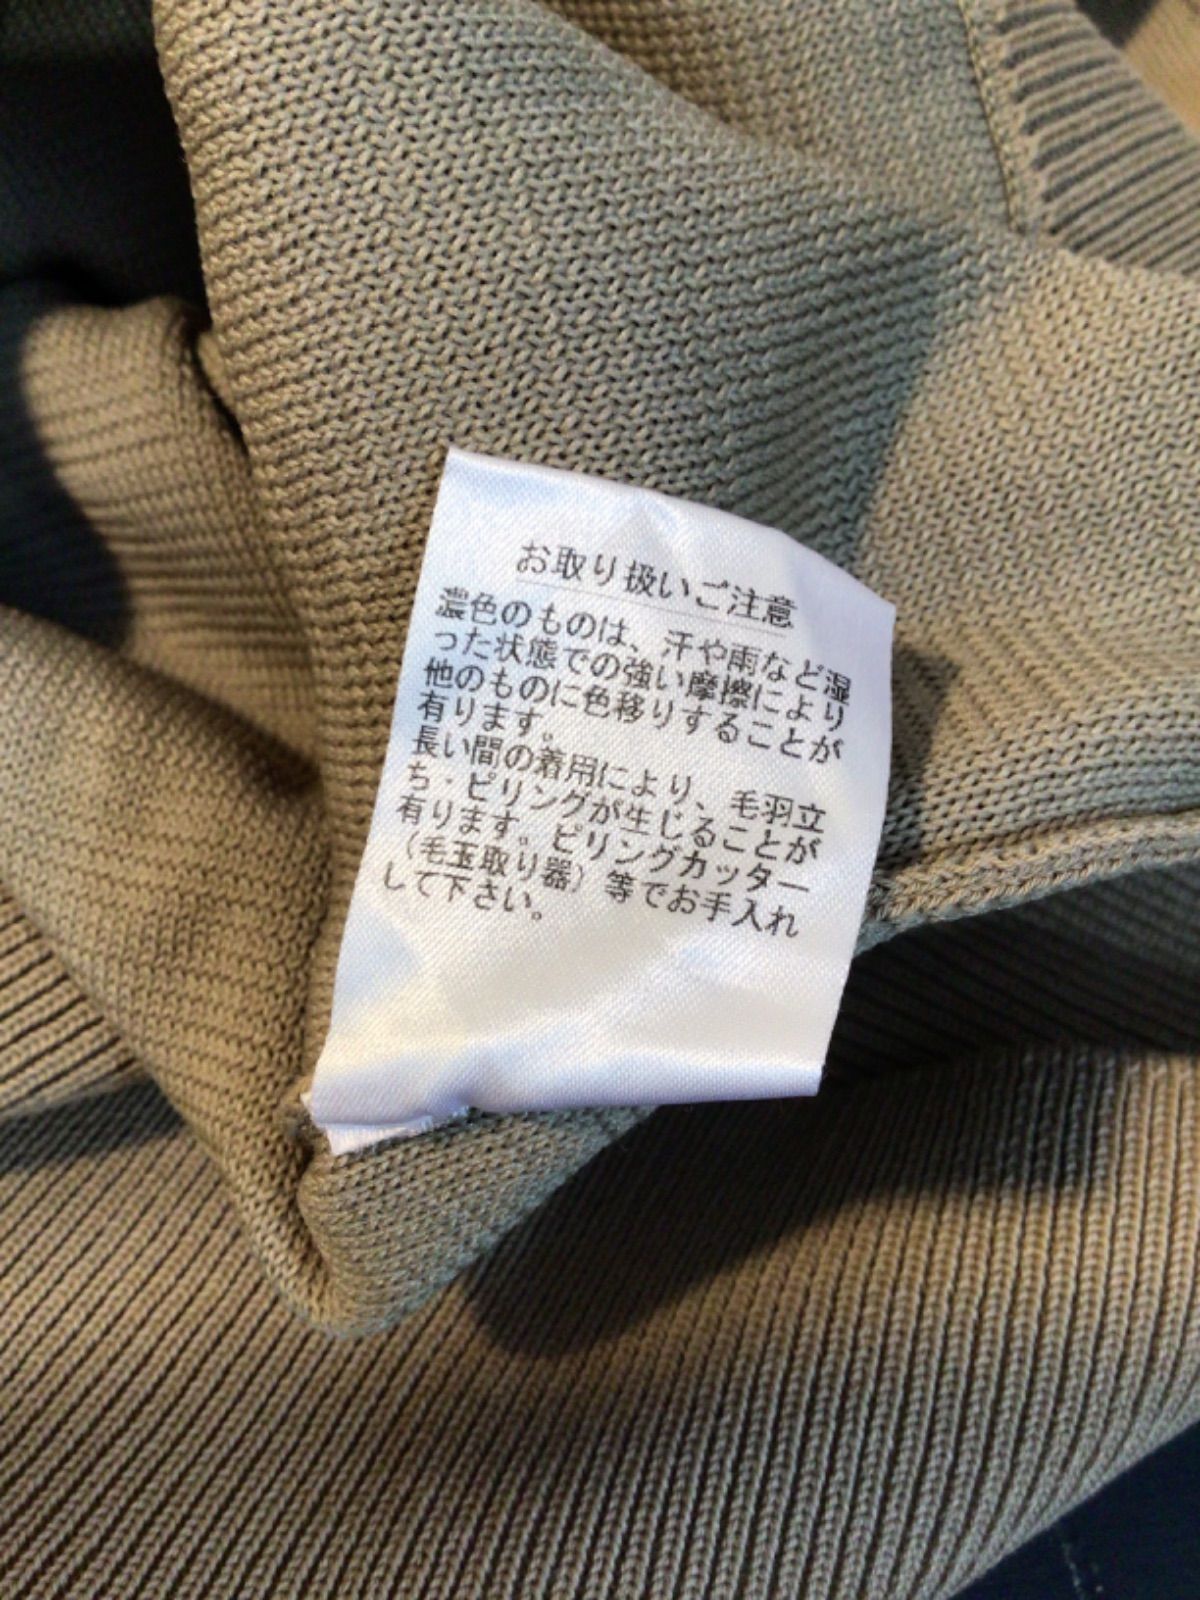 お取り扱いご注意
濃色のものは、汗や雨など湿
った状態での強い摩擦により
他のものに色移りすることが
有ります。
長い間の着用により、毛羽立
ち・ピリングが生じることが
有ります。ピリングカッター
（毛玉取り器）等でお手入れ
して下さい。